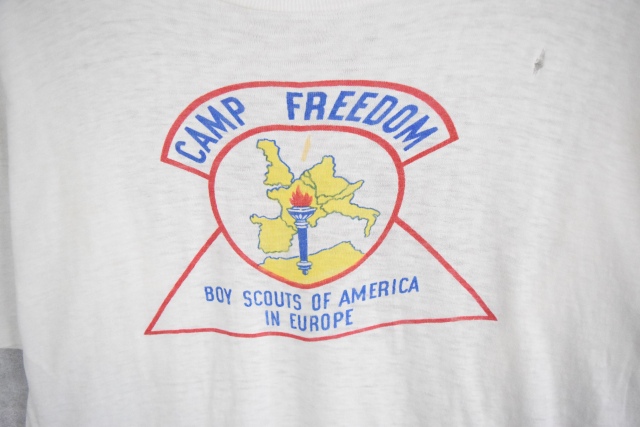 CAMP FREEDOM
BOY SCOUTS OF AMERICA
IN EUROPE